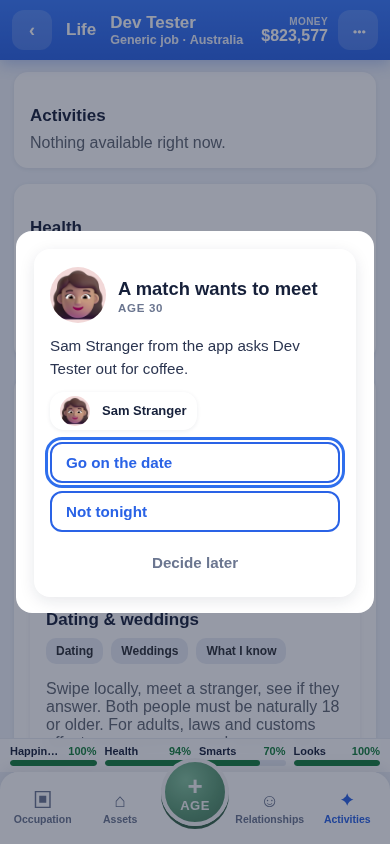 ‹ Life Dev Tester MONEY •••
Generic job · Australia $823,577
Activities
Nothing available right now.
Health
A match wants to meet
AGE 30
Sam Stranger from the app asks Dev
Tester out for coffee.
Sam Stranger
Go on the date
Not tonight
Decide later
Dating & weddings
Dating Weddings What I know
Swipe locally, meet a stranger, see if they
answer. Both people must be naturally 18
or older. For adults, laws and customs
Happin… 100% Health 94% Smarts 70% Looks 100%
+
AGE
Occupation Assets Relationships Activities